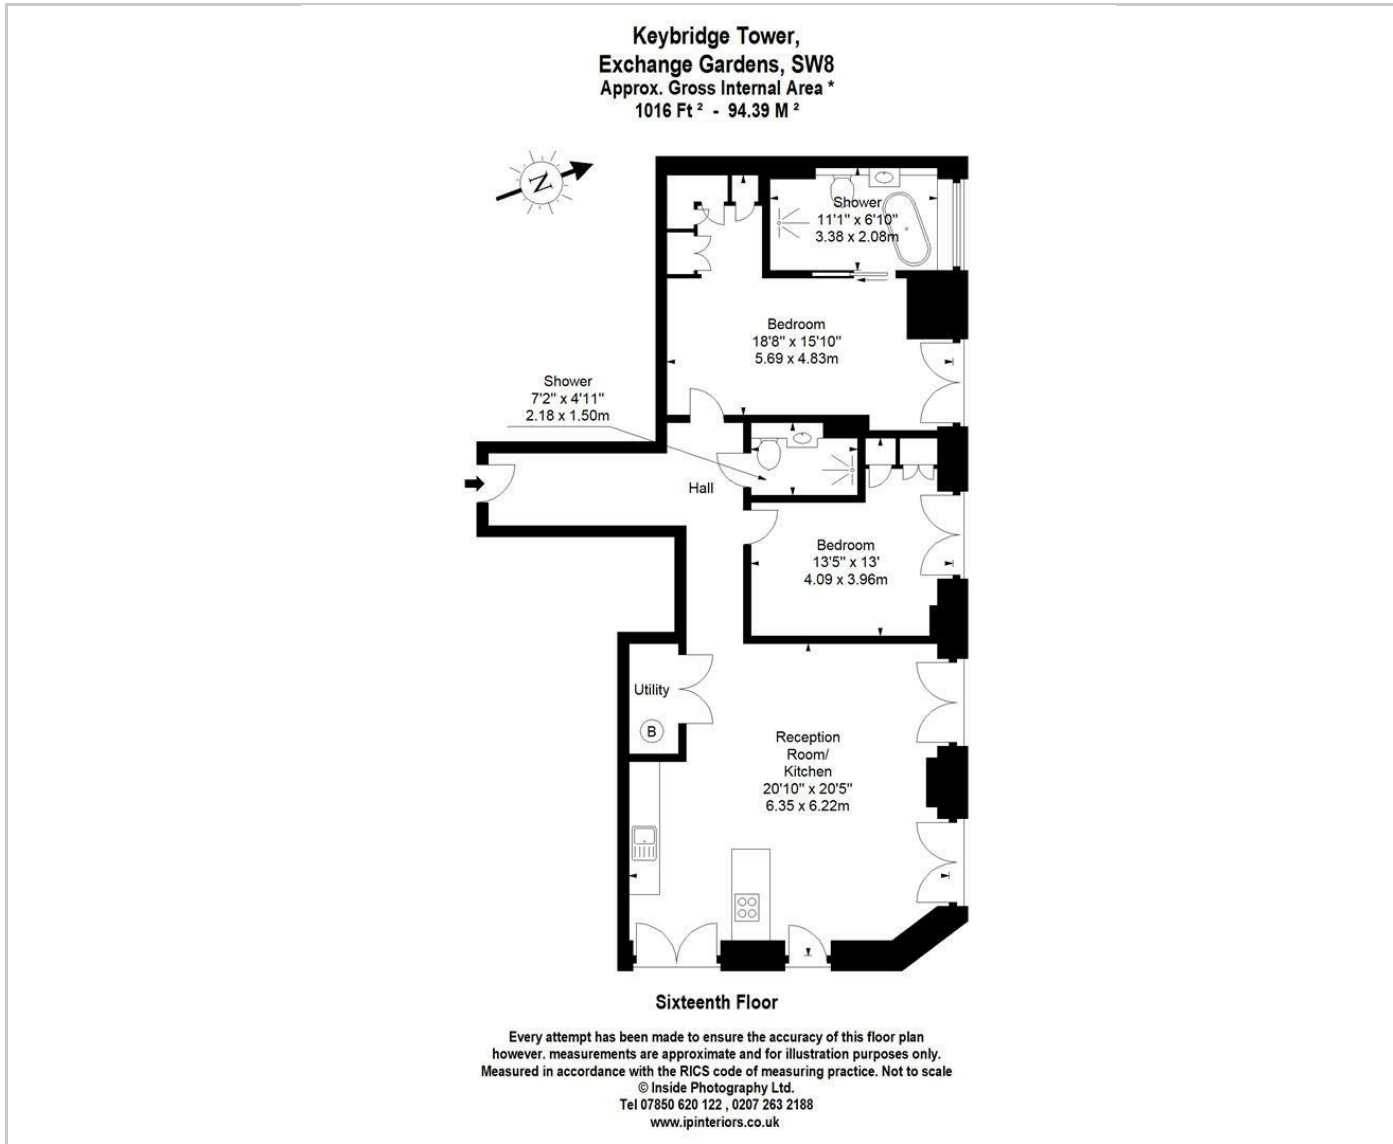 Keybridge Tower,
Exchange Gardens, SW8
Approx. Gross Internal Area *
1016 Ft ² - 94.39 M ²
N
Shower
11'1" x 6'10"
3.38 x 2.08m
Bedroom
18'8" x 15'10"
5.69 x 4.83m
Shower
7'2" x 4'11"
2.18 x 1.50m
Hall
Bedroom
13'5" x 13'
4.09 x 3.96m
Utility
B
Reception
Room/
Kitchen
20'10" x 20'5"
6.35 x 6.22m
Sixteenth Floor
Every attempt has been made to ensure the accuracy of this floor plan
however. measurements are approximate and for illustration purposes only.
Measured in accordance with the RICS code of measuring practice. Not to scale
© Inside Photography Ltd.
Tel 07850 620 122 , 0207 263 2188
www.ipinteriors.co.uk